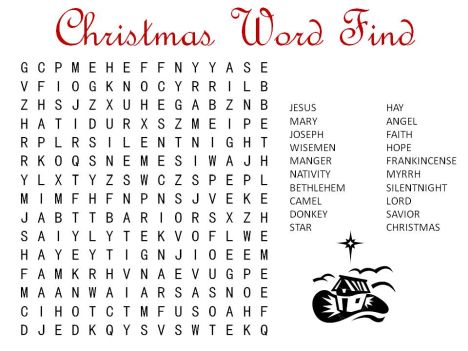 Christmas Word Find
G C P M E H E F F N Y Y A S E
V F I O G K N O C Y R R I L B
Z H S J Z X U H E G A B Z N B
H A T I D U R X S Z M E I P E
R P L R S I L E N T N I G H T
R K O Q S N E M E S I W A J H
Y L X T Y Z S W C Z S P E P L
M I M F H F N P N S J V E K E
J A B T T B A R I O R S X Z H
S A I Y L Y T E K V O F L W E
H A Y E Y T I G N J I O E E M
F A M K R H V N A E V U G P E
M A A N W A I A R S A S N O E
C I H O T C T M F U S O A H F
D J E D K Q Y S V S W T E K Q
JESUS HAY
MARY ANGEL
JOSEPH FAITH
WISEMEN HOPE
MANGER FRANKINCENSE
NATIVITY MYRRH
BETHLEHEM SILENTNIGHT
CAMEL LORD
DONKEY SAVIOR
STAR CHRISTMAS